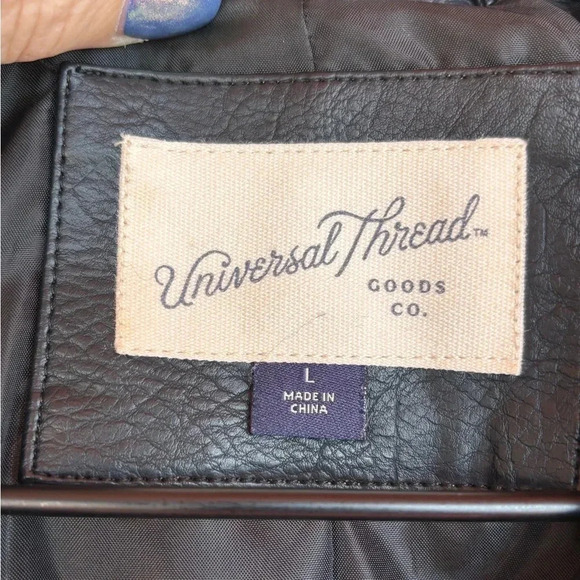 Universal Thread™
GOODS
CO.
L
MADE IN
CHINA